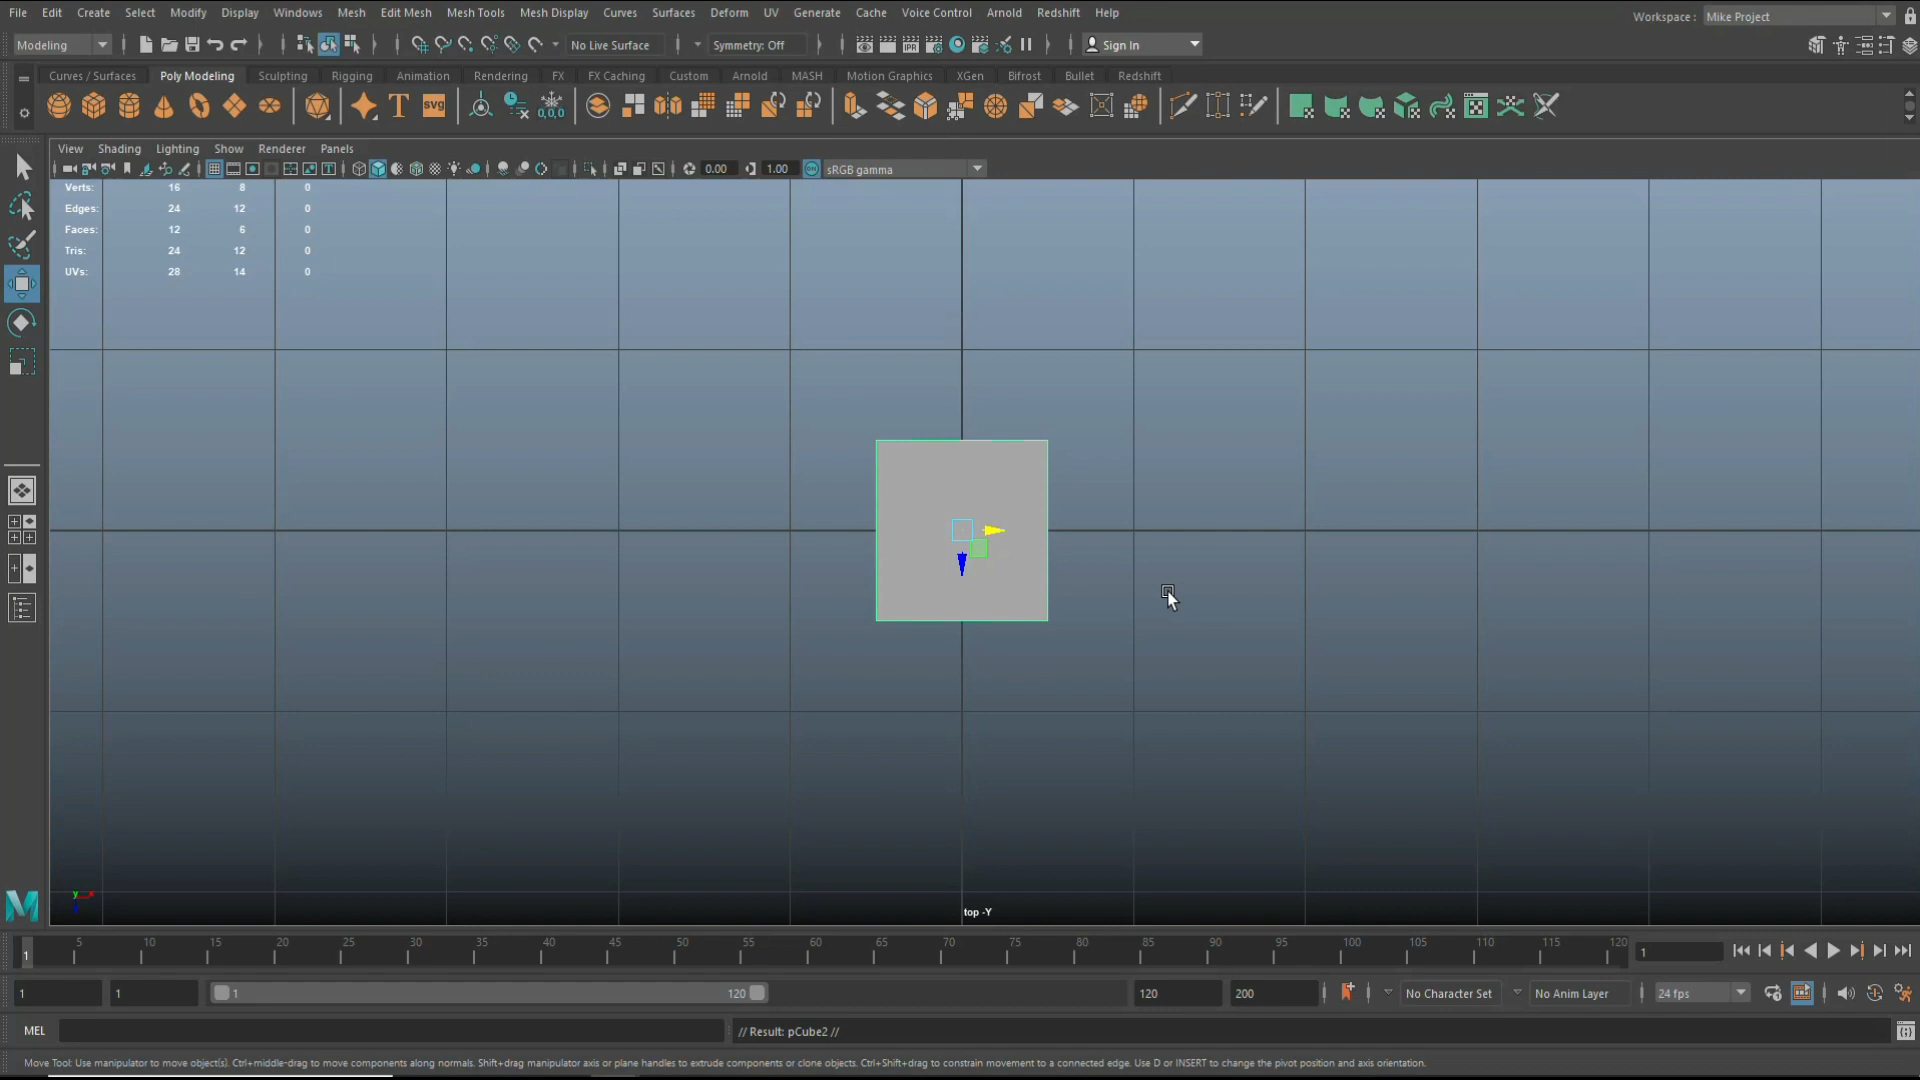 File Edit Create Select Modify Display Windows Mesh Edit Mesh Mesh Tools Mesh Display Curves Surfaces Deform UV Generate Cache Voice Control Arnold Redshift Help
Workspace : Mike Project
Modeling No Live Surface Symmetry: Off IPR Sign In
Curves / Surfaces Poly Modeling Sculpting Rigging Animation Rendering FX FX Caching Custom Arnold MASH Motion Graphics XGen Bifrost Bullet Redshift
T svg 0,0,0
View Shading Lighting Show Renderer Panels
0.00 1.00 sRGB gamma
Verts: 16 8 0
Edges: 24 12 0
Faces: 12 6 0
Tris: 24 12 0
UVs: 28 14 0
y x
M top -Y
5 10 15 20 25 30 35 40 45 50 55 60 65 70 75 80 85 90 95 100 105 110 115 120
1 1
1 1 1 120 120 200 No Character Set No Anim Layer 24 fps
MEL // Result: pCube2 //
Move Tool: Use manipulator to move object(s). Ctrl+middle-drag to move components along normals. Shift+drag manipulator axis or plane handles to extrude components or clone objects. Ctrl+Shift+drag to constrain movement to a connected edge. Use D or INSERT to change the pivot position and axis orientation.